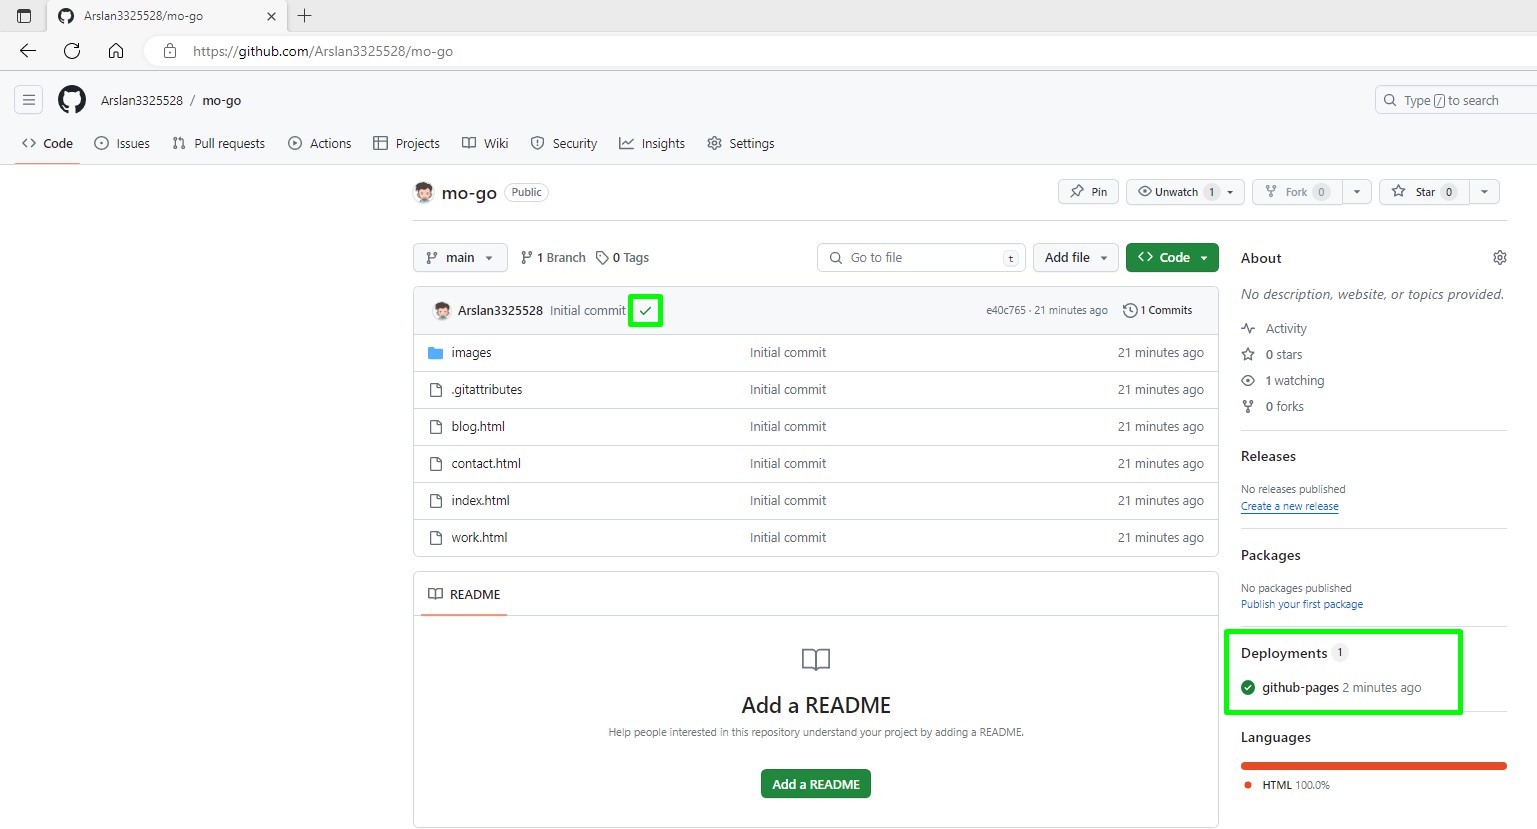 Arslan3325528/mo-go
https://github.com/Arslan3325528/mo-go
Arslan3325528 / mo-go
Type / to search
Code Issues Pull requests Actions Projects Wiki Security Insights Settings
mo-go Public
Pin Unwatch 1 Fork 0 Star 0
main 1 Branch 0 Tags Go to file t Add file Code
Arslan3325528 Initial commit e40c765 · 21 minutes ago 1 Commits
images Initial commit 21 minutes ago
.gitattributes Initial commit 21 minutes ago
blog.html Initial commit 21 minutes ago
contact.html Initial commit 21 minutes ago
index.html Initial commit 21 minutes ago
work.html Initial commit 21 minutes ago
README
Add a README
Help people interested in this repository understand your project by adding a README.
Add a README
About
No description, website, or topics provided.
Activity
0 stars
1 watching
0 forks
Releases
No releases published
Create a new release
Packages
No packages published
Publish your first package
Deployments 1
github-pages 2 minutes ago
Languages
HTML 100.0%